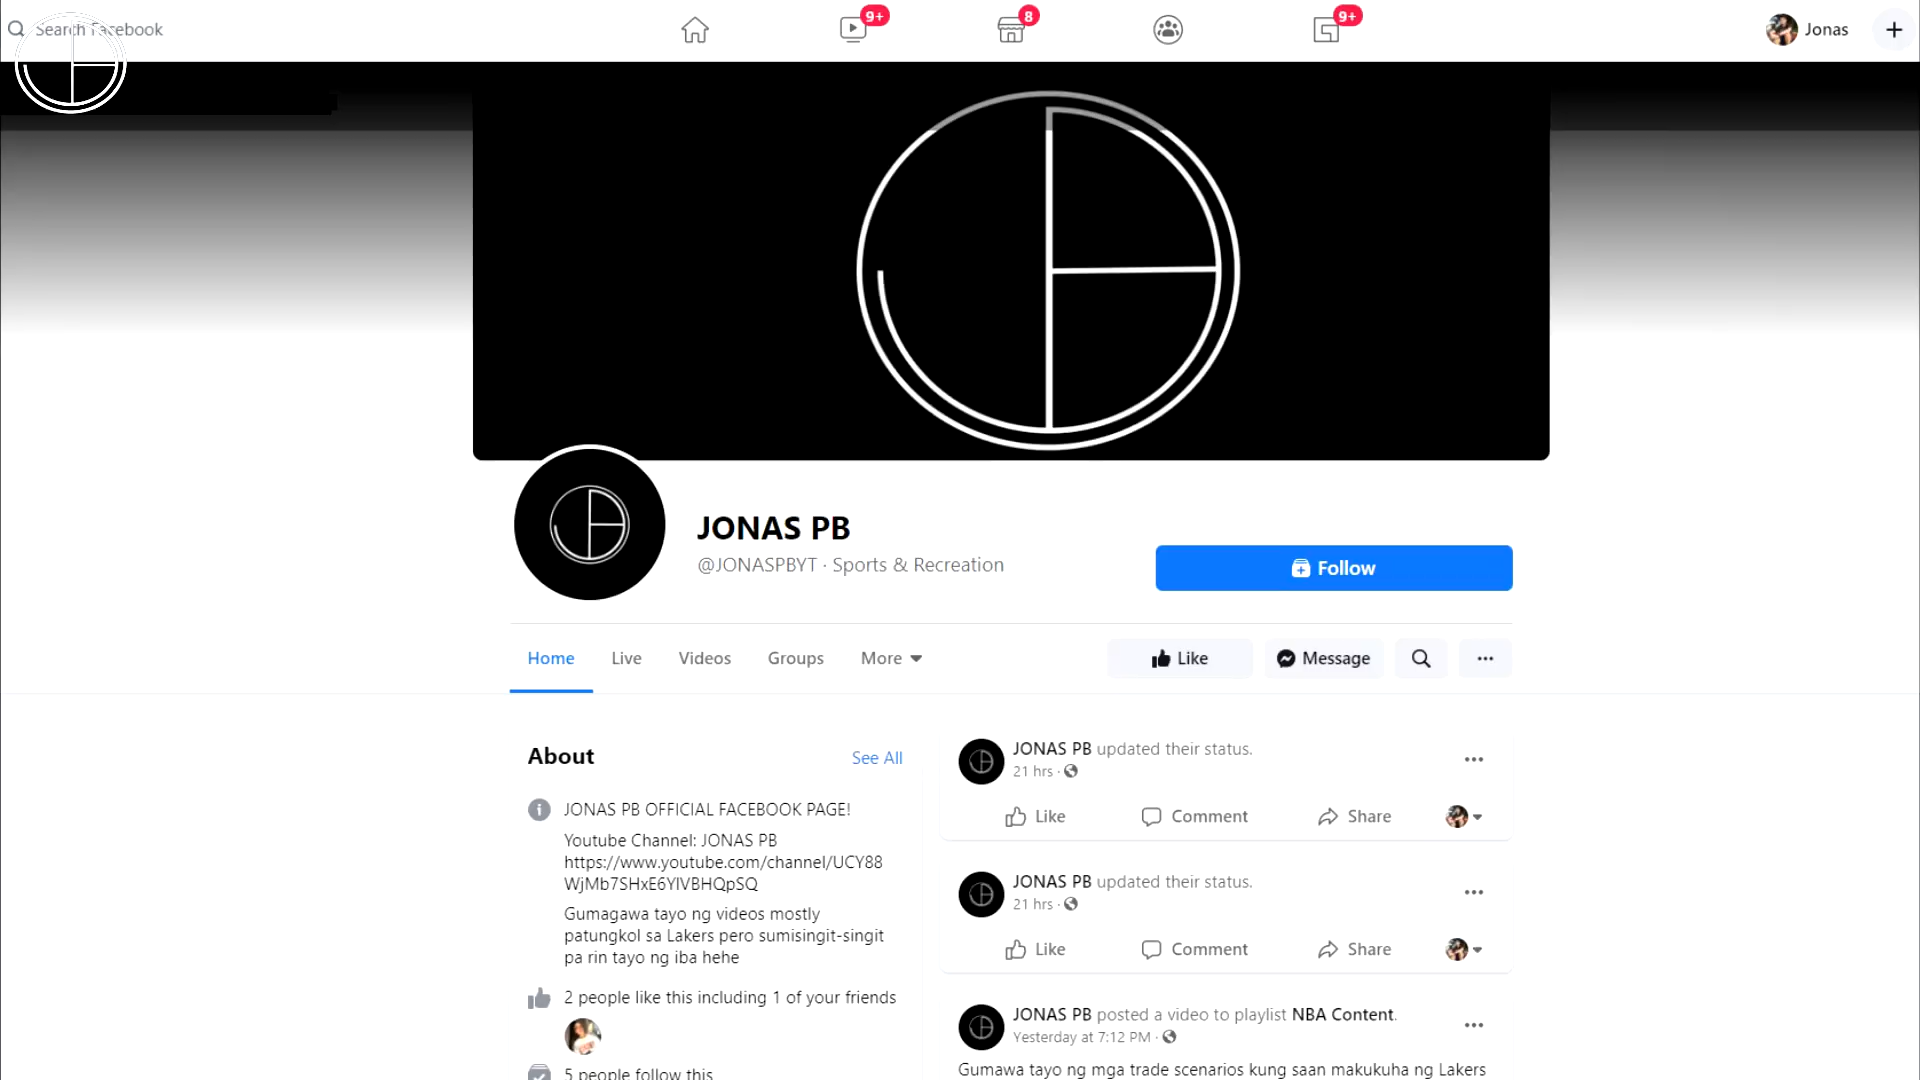 Search Facebook
9+
8
9+
Jonas
JONAS PB
@JONASPBYT · Sports & Recreation
Follow
Home
Live
Videos
Groups
More
Like
Message
About
See All
JONAS PB OFFICIAL FACEBOOK PAGE!
Youtube Channel: JONAS PB
https://www.youtube.com/channel/UCY88
WjMb7SHxE6YlVBHQpSQ
Gumagawa tayo ng videos mostly
patungkol sa Lakers pero sumisingit-singit
pa rin tayo ng iba hehe
2 people like this including 1 of your friends
5 people follow this
JONAS PB updated their status.
21 hrs ·
Like
Comment
Share
JONAS PB updated their status.
21 hrs ·
Like
Comment
Share
JONAS PB posted a video to playlist NBA Content.
Yesterday at 7:12 PM ·
Gumawa tayo ng mga trade scenarios kung saan makukuha ng Lakers